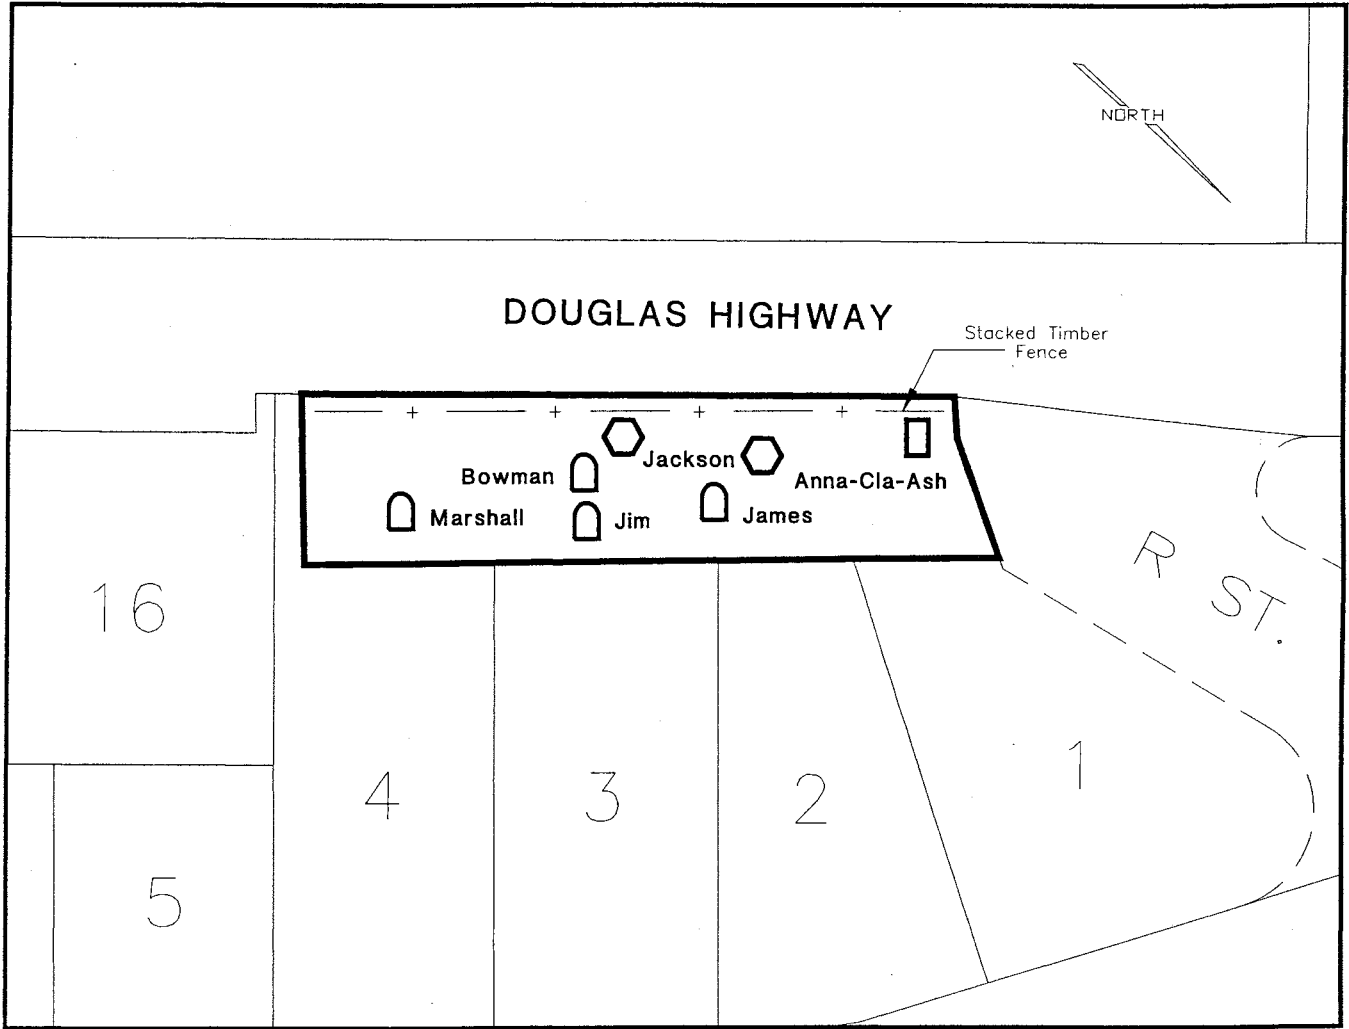 NORTH
DOUGLAS HIGHWAY
Stacked Timber
Fence
Jackson
Bowman
Anna-Cla-Ash
Marshall
Jim
James
R ST.
16
4
3
2
1
5